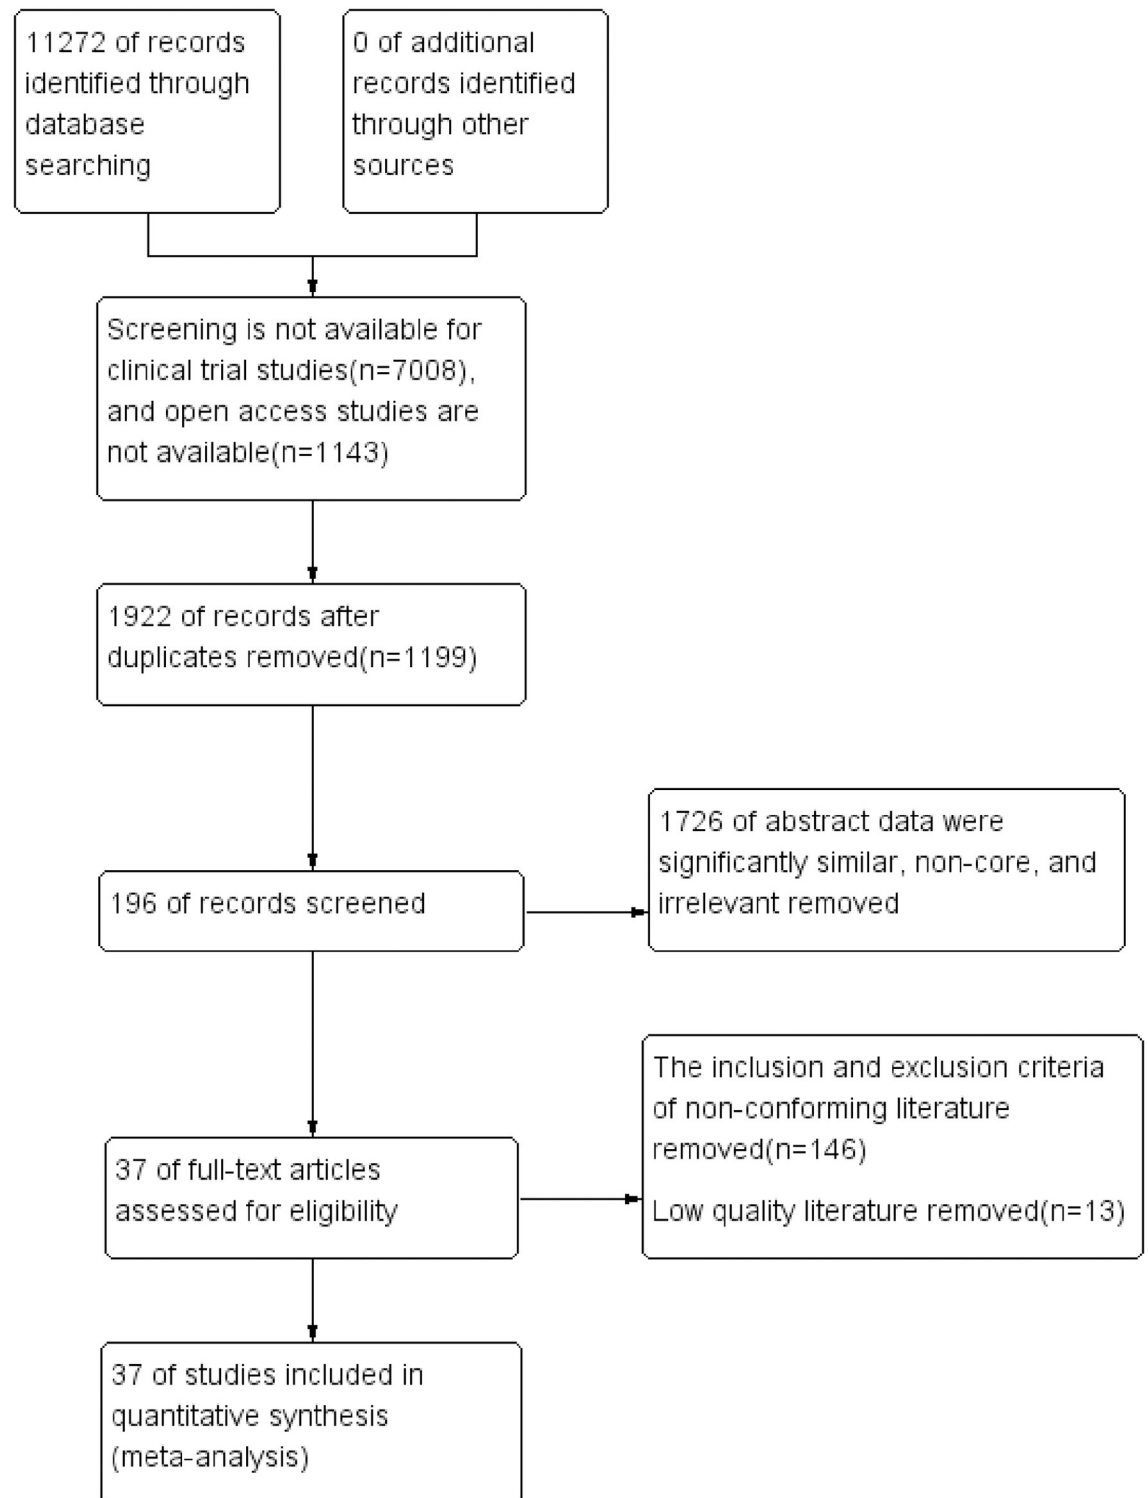 11272 of records
identified through
database
searching
0 of additional
records identified
through other
sources
Screening is not available for
clinical trial studies(n=7008),
and open access studies are
not available(n=1143)
1922 of records after
duplicates removed(n=1199)
196 of records screened
1726 of abstract data were
significantly similar, non-core, and
irrelevant removed
37 of full-text articles
assessed for eligibility
The inclusion and exclusion criteria
of non-conforming literature
removed(n=146)
Low quality literature removed(n=13)
37 of studies included in
quantitative synthesis
(meta-analysis)